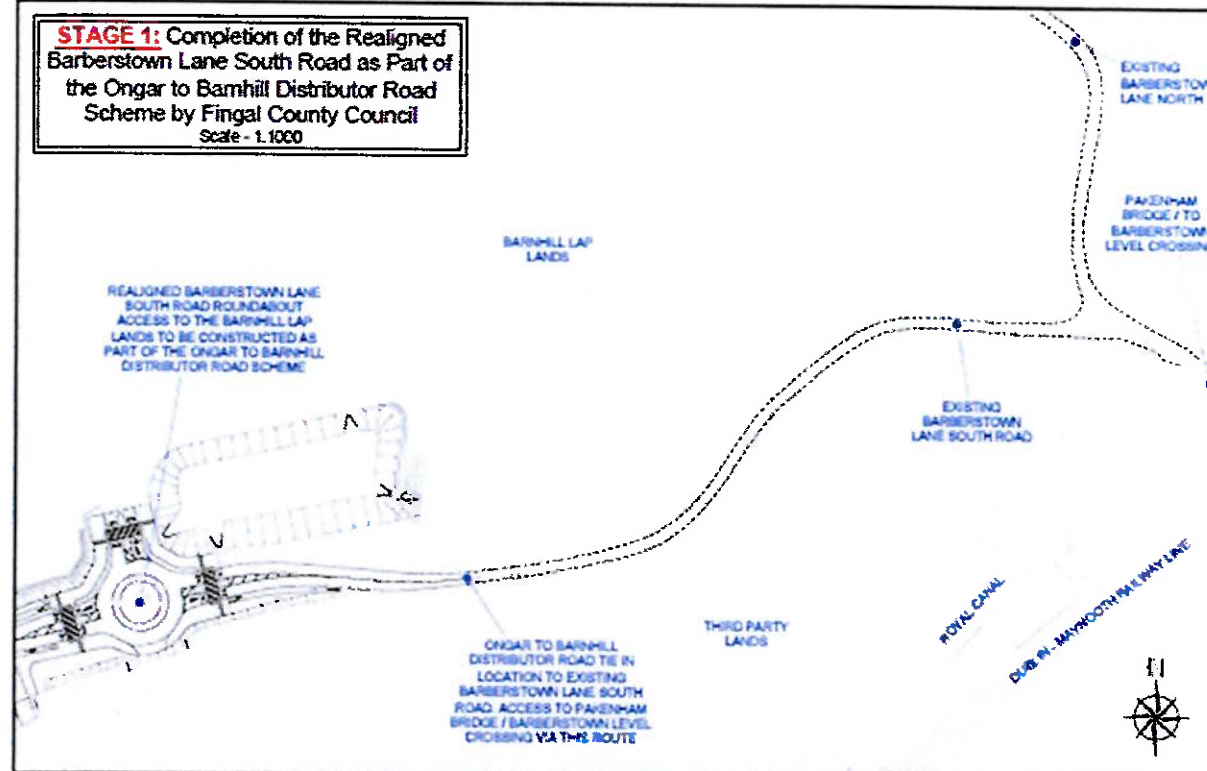 STAGE 1: Completion of the Realigned
Barberstown Lane South Road as Part of
the Ongar to Barnhill Distributor Road
Scheme by Fingal County Council
Scale - 1.1000
EXISTING
BARBERSTOW
LANE NORTH
PAKENHAM
BRIDGE / TO
BARBERSTOWN
LEVEL CROSSING
BARNHILL LAP
LANDS
REALIGNED BARBERSTOWN LANE
SOUTH ROAD ROUNDABOUT
ACCESS TO THE BARNHILL LAP
LANDS TO BE CONSTRUCTED AS
PART OF THE ONGAR TO BARNHILL
DISTRIBUTOR ROAD SCHEME
EXISTING
BARBERSTOWN
LANE SOUTH ROAD
ONGAR TO BARNHILL
DISTRIBUTOR ROAD TIE IN
LOCATION TO EXISTING
BARBERSTOWN LANE SOUTH
ROAD. ACCESS TO PAKENHAM
BRIDGE / BARBERSTOWN LEVEL
CROSSING VIA THIS ROUTE
THIRD PARTY
LANDS
ROYAL CANAL
DUBLIN - MAYNOOTH RAILWAY LINE